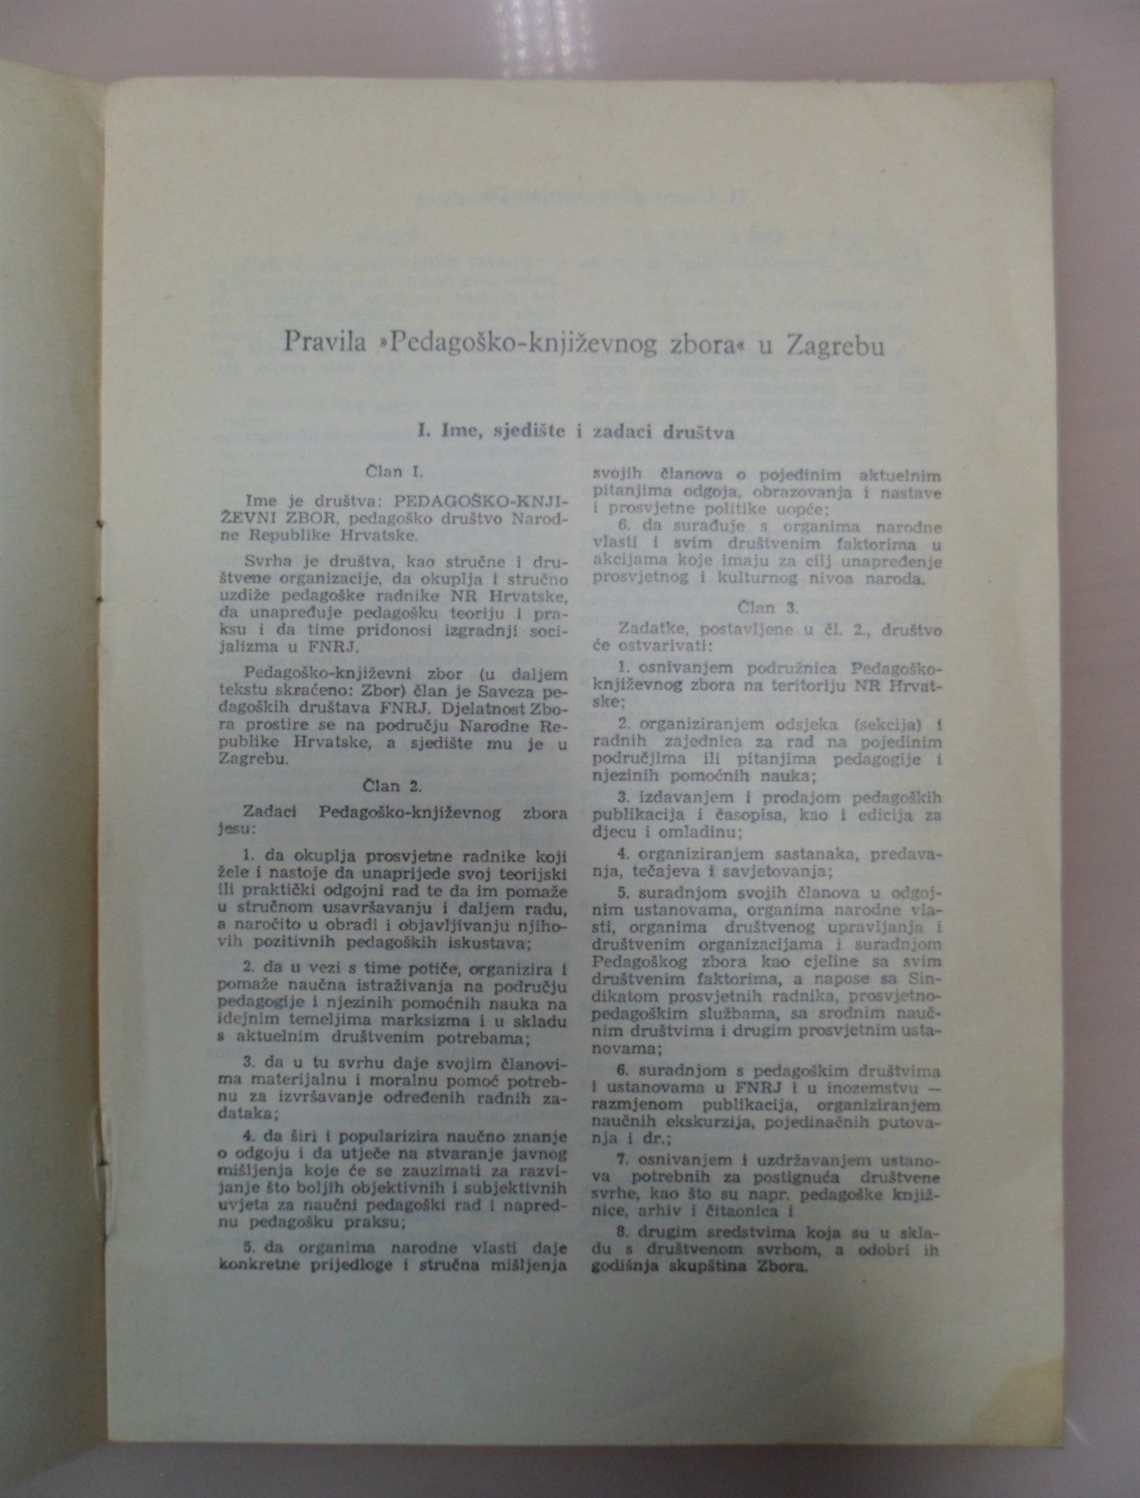 Pravila »Pedagoško-književnog zbora« u Zagrebu
I. Ime, sjedište i zadaci društva
Član I.
Ime je društva: PEDAGOŠKO-KNJI-
ŽEVNI ZBOR, pedagoško društvo Narod-
ne Republike Hrvatske.
Svrha je društva, kao stručne i dru-
štvene organizacije, da okuplja i stručno
uzdiže pedagoške radnike NR Hrvatske,
da unapređuje pedagošku teoriju i pra-
ksu i da time pridonosi izgradnji soci-
jalizma u FNRJ.
Pedagoško-književni zbor (u daljem
tekstu skraćeno: Zbor) član je Saveza pe-
dagoških društava FNRJ. Djelatnost Zbo-
ra prostire se na području Narodne Re-
publike Hrvatske, a sjedište mu je u
Zagrebu.
Član 2.
Zadaci Pedagoško-književnog zbora
jesu:
1. da okuplja prosvjetne radnike koji
žele i nastoje da unaprijede svoj teorijski
ili praktički odgojni rad te da im pomaže
u stručnom usavršavanju i daljem radu,
a naročito u obradi i objavljivanju njiho-
vih pozitivnih pedagoških iskustava;
2. da u vezi s time potiče, organizira i
pomaže naučna istraživanja na području
pedagogije i njezinih pomoćnih nauka na
idejnim temeljima marksizma i u skladu
s aktuelnim društvenim potrebama;
3. da u tu svrhu daje svojim članovi-
ma materijalnu i moralnu pomoć potreb-
nu za izvršavanje određenih radnih za-
dataka;
4. da širi i popularizira naučno znanje
o odgoju i da utječe na stvaranje javnog
mišljenja koje će se zauzimati za razvi-
janje što boljih objektivnih i subjektivnih
uvjeta za naučni pedagoški rad i napred-
nu pedagošku praksu;
5. da organima narodne vlasti daje
konkretne prijedloge i stručna mišljenja
svojih članova o pojedinim aktuelnim
pitanjima odgoja, obrazovanja i nastave
i prosvjetne politike uopće;
6. da surađuje s organima narodne
vlasti i svim društvenim faktorima u
akcijama koje imaju za cilj unapređenje
prosvjetnog i kulturnog nivoa naroda.
Član 3.
Zadatke, postavljene u čl. 2., društvo
će ostvarivati:
1. osnivanjem podružnica Pedagoško-
književnog zbora na teritoriju NR Hrvat-
ske;
2. organiziranjem odsjeka (sekcija) i
radnih zajednica za rad na pojedinim
područjima ili pitanjima pedagogije i
njezinih pomoćnih nauka;
3. izdavanjem i prodajom pedagoških
publikacija i časopisa, kao i edicija za
djecu i omladinu;
4. organiziranjem sastanaka, predava-
nja, tečajeva i savjetovanja;
5. suradnjom svojih članova u odgoj-
nim ustanovama, organima narodne vla-
sti, organima društvenog upravljanja i
društvenim organizacijama i suradnjom
Pedagoškog zbora kao cjeline sa svim
društvenim faktorima, a napose sa Sin-
dikatom prosvjetnih radnika, prosvjetno-
pedagoškim službama, sa srodnim nauč-
nim društvima i drugim prosvjetnim usta-
novama;
6. suradnjom s pedagoškim društvima
i ustanovama u FNRJ i u inozemstvu —
razmjenom publikacija, organiziranjem
naučnih ekskurzija, pojedinačnih putova-
nja i dr.;
7. osnivanjem i uzdržavanjem ustano-
va potrebnih za postignuća društvene
svrhe, kao što su napr. pedagoške knjiž-
nice, arhiv i čitaonica i
8. drugim sredstvima koja su u skla-
du s društvenom svrhom, a odobri ih
godišnja skupština Zbora.